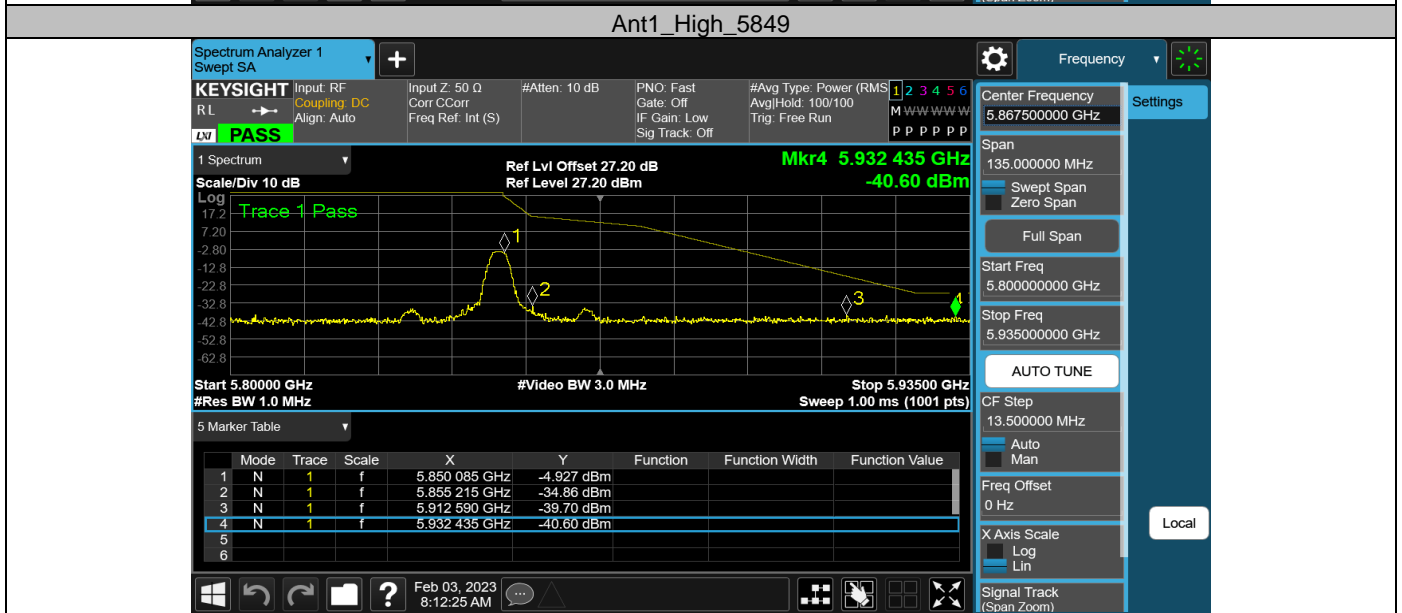 Ant1_High_5849
Spectrum Analyzer 1
Swept SA
+
Frequency
KEYSIGHT
RL
LXI PASS
Input: RF
Coupling: DC
Align: Auto
Input Z: 50 Ω
Corr CCorr
Freq Ref: Int (S)
#Atten: 10 dB
PNO: Fast
Gate: Off
IF Gain: Low
Sig Track: Off
#Avg Type: Power (RMS
Avg|Hold: 100/100
Trig: Free Run
1 2 3 4 5 6
M W W W W W
P P P P P P
1 Spectrum
Scale/Div 10 dB
Ref Lvl Offset 27.20 dB
Ref Level 27.20 dBm
Mkr4 5.932 435 GHz
-40.60 dBm
Log
Trace 1 Pass
17.2
7.20
-2.80
-12.8
-22.8
-32.8
-42.8
-52.8
-62.8
1
2
3
4
Start 5.80000 GHz
#Video BW 3.0 MHz
Stop 5.93500 GHz
#Res BW 1.0 MHz
Sweep 1.00 ms (1001 pts)
5 Marker Table
Mode Trace Scale X Y Function Function Width Function Value
1 N 1 f 5.850 085 GHz -4.927 dBm
2 N 1 f 5.855 215 GHz -34.86 dBm
3 N 1 f 5.912 590 GHz -39.70 dBm
4 N 1 f 5.932 435 GHz -40.60 dBm
5
6
?
Feb 03, 2023
8:12:25 AM
Center Frequency
5.867500000 GHz
Settings
Span
135.000000 MHz
Swept Span
Zero Span
Full Span
Start Freq
5.800000000 GHz
Stop Freq
5.935000000 GHz
AUTO TUNE
CF Step
13.500000 MHz
Auto
Man
Freq Offset
0 Hz
Local
X Axis Scale
Log
Lin
Signal Track
(Span Zoom)